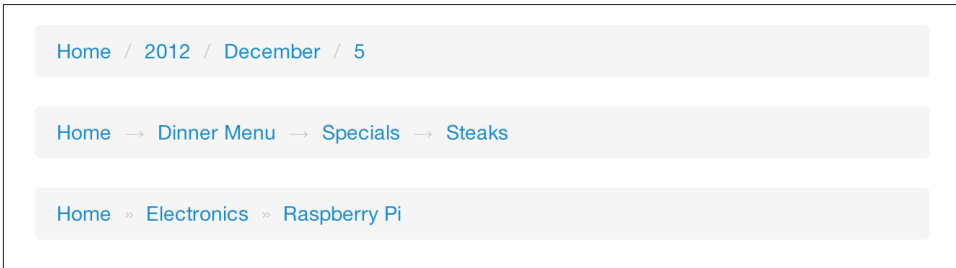 Home / 2012 / December / 5
Home → Dinner Menu → Specials → Steaks
Home » Electronics » Raspberry Pi